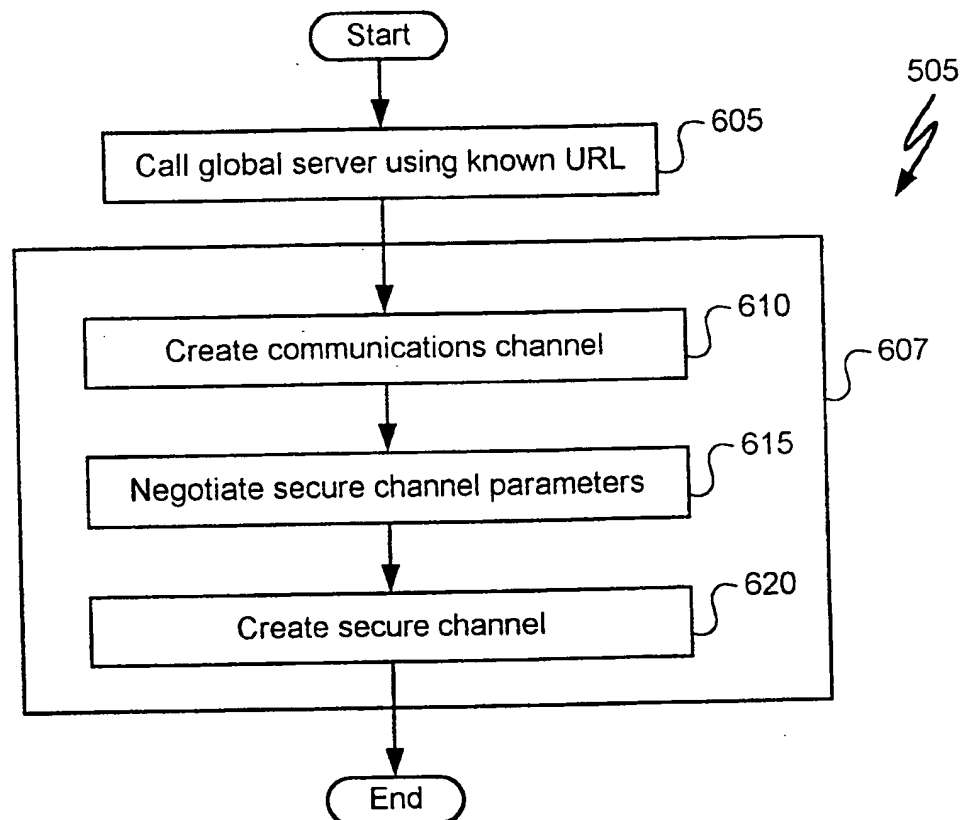 Start
505
605
Call global server using known URL
610
Create communications channel
607
615
Negotiate secure channel parameters
620
Create secure channel
End